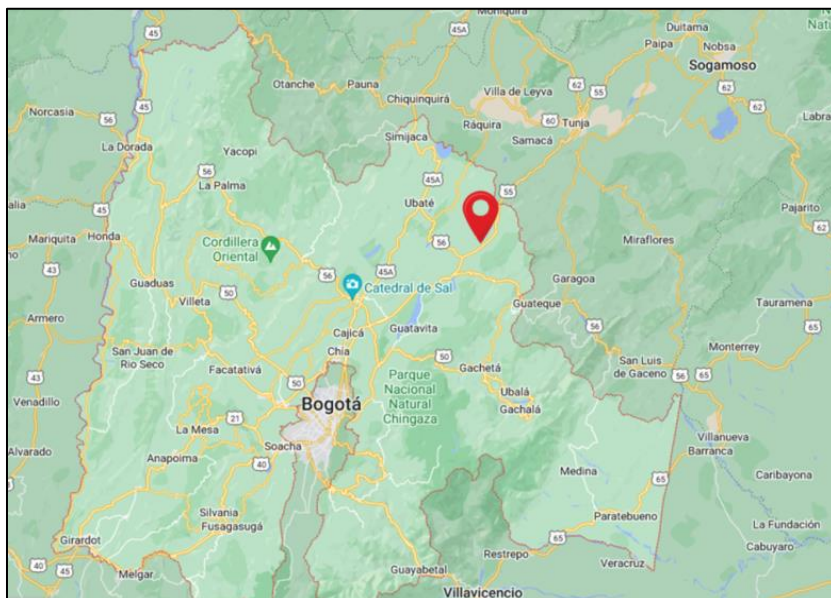 45
45A
Moniquirá
Duitama
Otanche
Pauna
Paipa
Nobsa
Villa de Leyva
62
55
Sogamoso
Chiquinquirá
62
Norcasia
56
45
Ráquira
60
Tunja
La Dorada
Simijaca
Samacá
Yacopi
56
45A
La Palma
55
Ubaté
Pajarito
45
62
Mariquita
Honda
Cordillera
Oriental
56
Miraflores
43
56
45A
Garagoa
Catedral de Sal
Guaduas
Villeta
50
Guateque
Tauramena
Armero
Cajicá
Guatavita
56
Monterrey
San Juan de
Rio Seco
Chía
50
San Luis
de Gaceno
43
Facatativá
Gachetá
56
65
50
Parque
Nacional
Natural
Chingaza
Venadillo
Bogotá
Ubalá
Gachalá
21
La Mesa
Villanueva
Alvarado
Soacha
Barranca
Anapoima
40
Medina
Caribayona
65
Silvania
Fusagasugá
Paratebueno
La Fundación
Girardot
65
Cabuyaro
40
45
Melgar
Restrepo
Veracruz
Guayabetal
Villavicencio